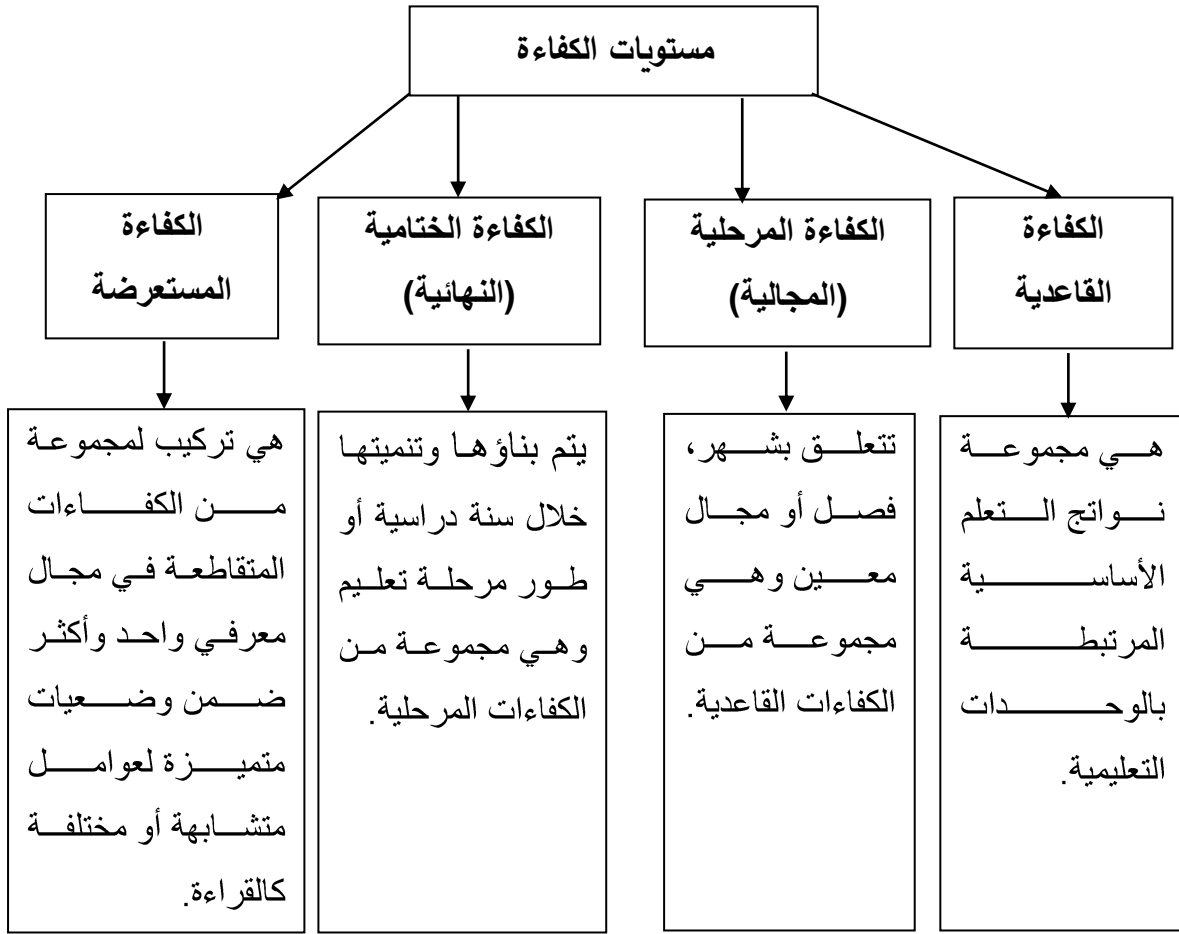 مستويات الكفاءة
الكفاءة
القاعدية
الكفاءة المرحلية
(المجالية)
الكفاءة الختامية
(النهائية)
الكفاءة
المستعرضة
هي مجموعة
نواتج التعلم
الأساسية
المرتبطة
بالوحدات
التعليمية.
تتعلق بشهر،
فصل أو مجال
معين وهي
مجموعة من
الكفاءات القاعدية.
يتم بناؤها وتنميتها
خلال سنة دراسية أو
طور مرحلة تعليم
وهي مجموعة من
الكفاءات المرحلية.
هي تركيب لمجموعة
من الكفاءات
المتقاطعة في مجال
معرفي واحد وأكثر
ضمن وضعيات
متميزة لعوامل
متشابهة أو مختلفة
كالقراءة.